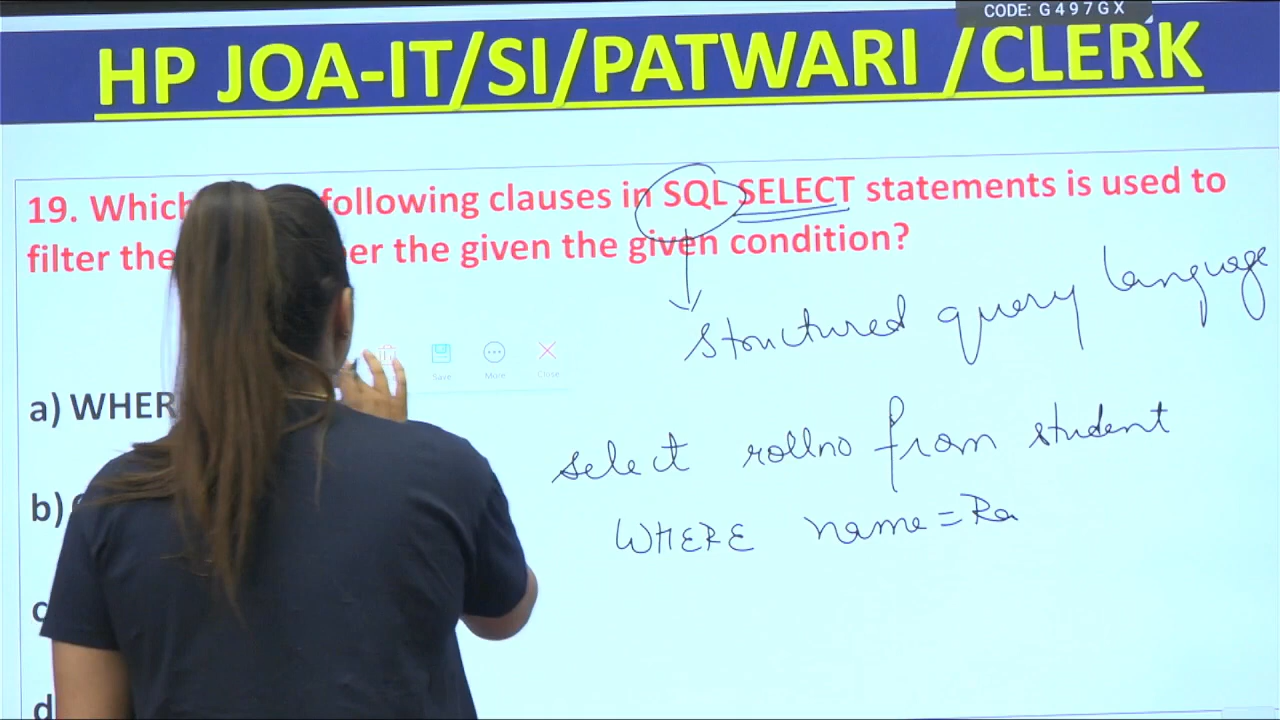 CODE: G497GX
HP JOA-IT/SI/PATWARI /CLERK
19. Which following clauses in SQL SELECT statements is used to
filter the per the given the given condition?
Structured query language
Save More Close
a) WHER
select rollno from student
b)
WHERE name=Ra